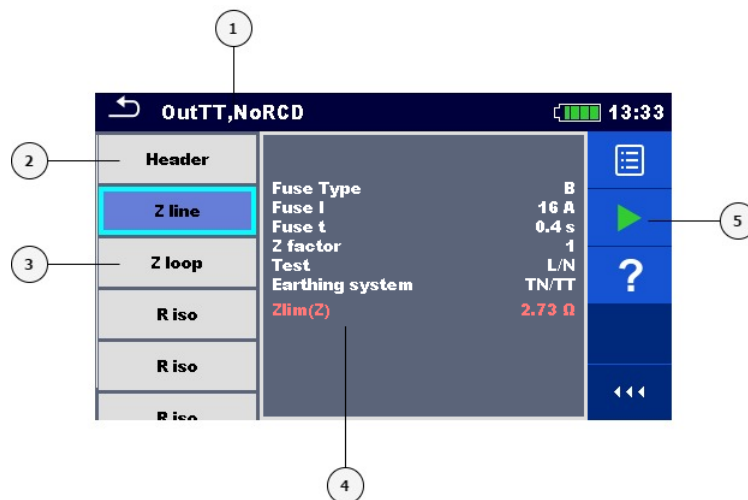 1
OutTT,NoRCD 13:33
2
Header
Z line
3
Z loop
R iso
R iso
R iso
Fuse Type B
Fuse I 16 A
Fuse t 0.4 s
Z factor 1
Test L/N
Earthing system TN/TT
Zlim(Z) 2.73 Ω
?
5
4